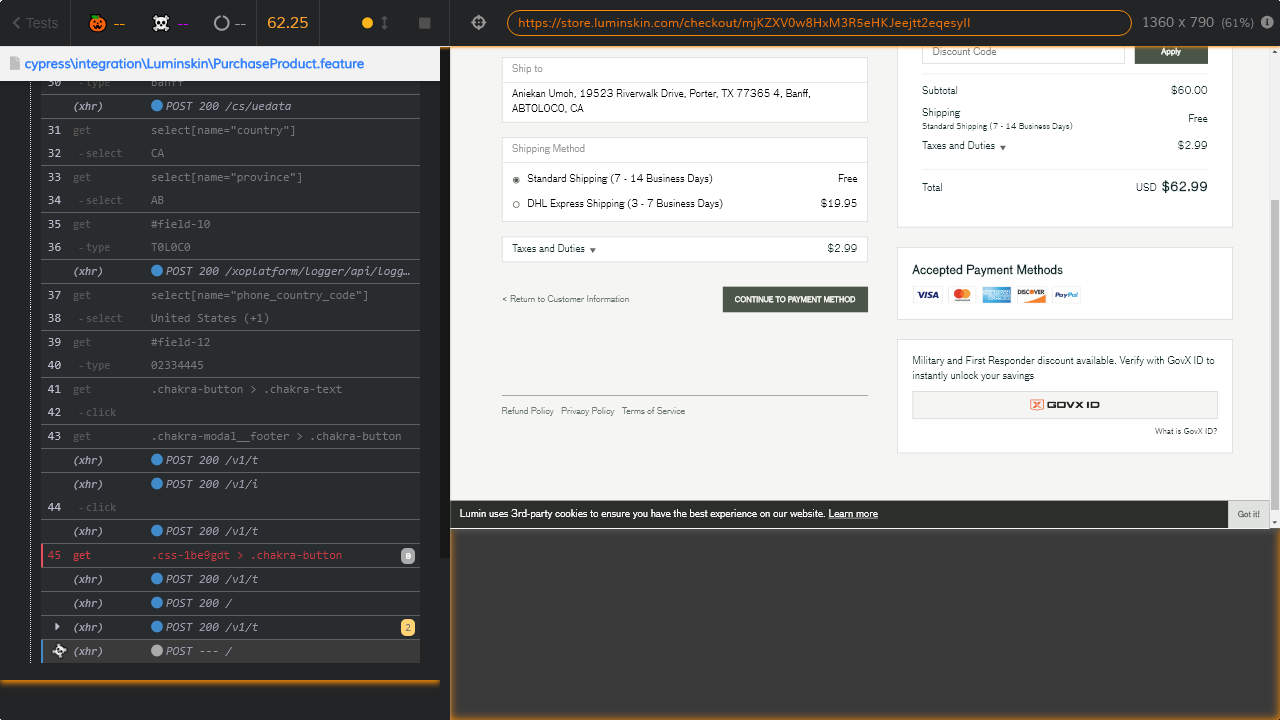 Tests
--
--
--
62.25
https://store.luminskin.com/checkout/mjKZXV0w8HxM3R5eHKJeejtt2eqesyII
1360 x 790 (61%)
cypress\integration\Luminskin\PurchaseProduct.feature
30 - type Banff
(xhr) POST 200 /cs/uedata
31 get select[name="country"]
32 - select CA
33 get select[name="province"]
34 - select AB
35 get #field-10
36 - type T0L0C0
(xhr) POST 200 /xoplatform/logger/api/logg…
37 get select[name="phone_country_code"]
38 - select United States (+1)
39 get #field-12
40 - type 02334445
41 get .chakra-button > .chakra-text
42 - click
43 get .chakra-modal__footer > .chakra-button
(xhr) POST 200 /v1/t
(xhr) POST 200 /v1/i
44 - click
(xhr) POST 200 /v1/t
45 get .css-1be9gdt > .chakra-button 0
(xhr) POST 200 /v1/t
(xhr) POST 200 /
(xhr) POST 200 /v1/t 2
(xhr) POST --- /
Ship to
Aniekan Umoh, 19523 Riverwalk Drive, Porter, TX 77365 4, Banff,
ABT0L0C0, CA
Shipping Method
Standard Shipping (7 - 14 Business Days) Free
DHL Express Shipping (3 - 7 Business Days) $19.95
Taxes and Duties $2.99
< Return to Customer Information
CONTINUE TO PAYMENT METHOD
Refund Policy Privacy Policy Terms of Service
Discount Code
Apply
Subtotal $60.00
Shipping
Standard Shipping (7 - 14 Business Days)
Free
Taxes and Duties $2.99
Total USD $62.99
Accepted Payment Methods
VISA mastercard AMERICAN EXPRESS DISCOVER PayPal
Military and First Responder discount available. Verify with GovX ID to
instantly unlock your savings
GOVX ID
What is GovX ID?
Lumin uses 3rd-party cookies to ensure you have the best experience on our website. Learn more
Got it!